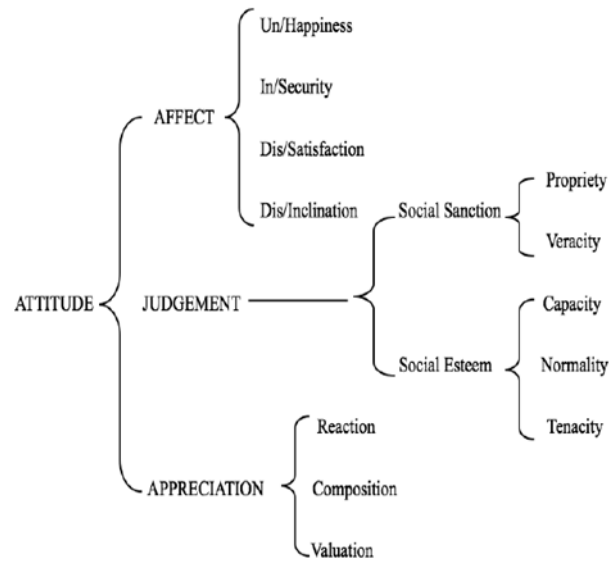 Un/Happiness
In/Security
AFFECT
Dis/Satisfaction
Dis/Inclination
Social Sanction
Propriety
Veracity
ATTITUDE
JUDGEMENT
Capacity
Social Esteem
Normality
Tenacity
Reaction
APPRECIATION
Composition
Valuation